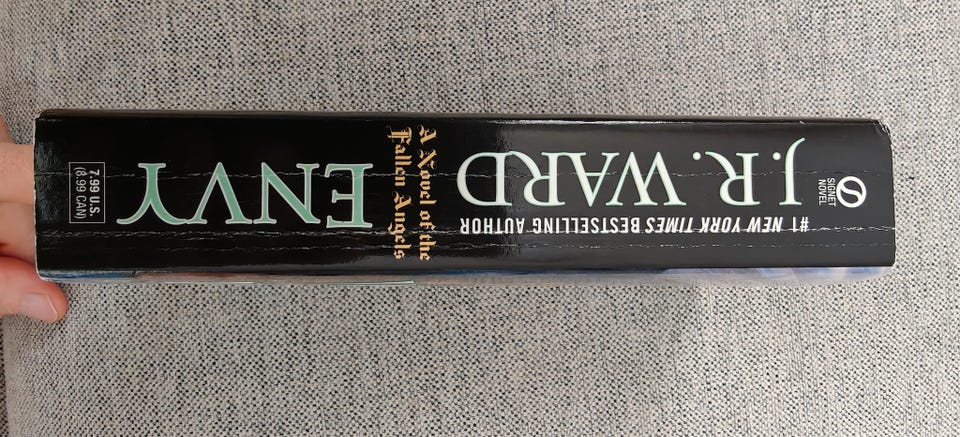 SIGNET
NOVEL
#1 NEW YORK TIMES BESTSELLING AUTHOR
J.R. WARD
A Novel of the
Fallen Angels
ENVY
7.99 U.S.
(8.99 CAN)